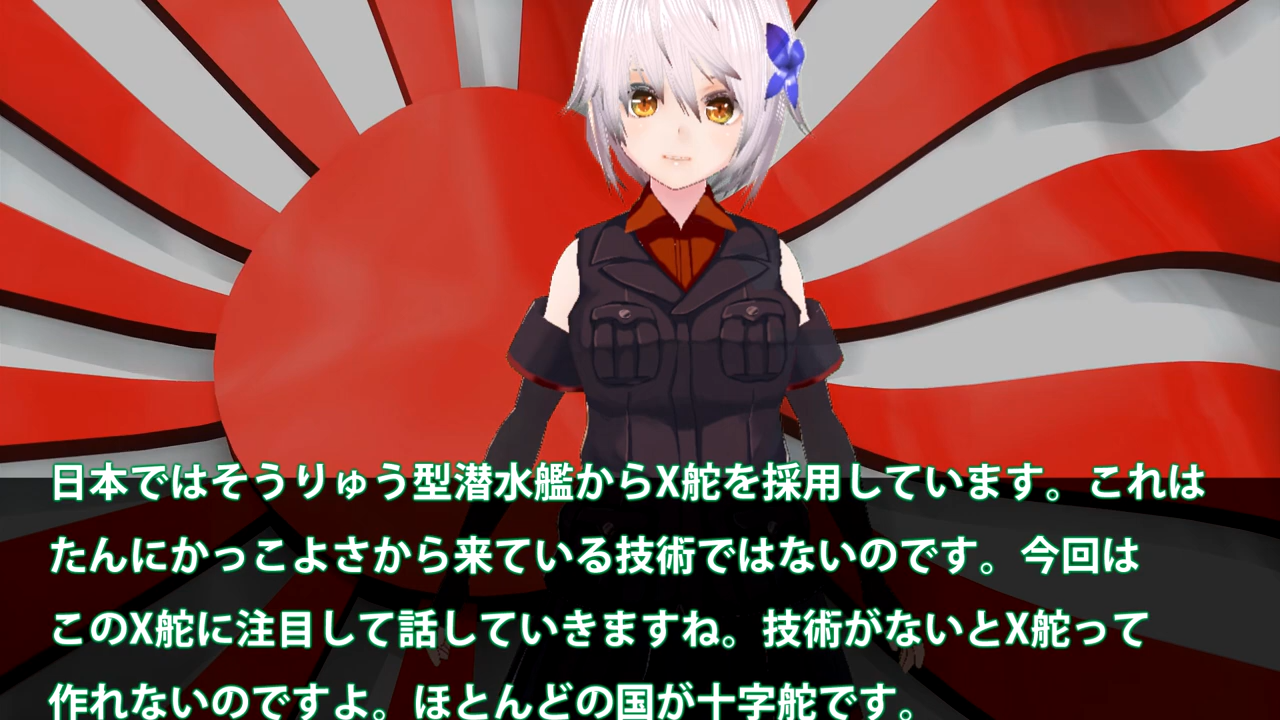 日本ではそうりゅう型潜水艦からX舵を採用しています。これは
たんにかっこよさから来ている技術ではないのです。今回は
このX舵に注目して話していきますね。技術がないとX舵って
作れないのですよ。ほとんどの国が十字舵です。